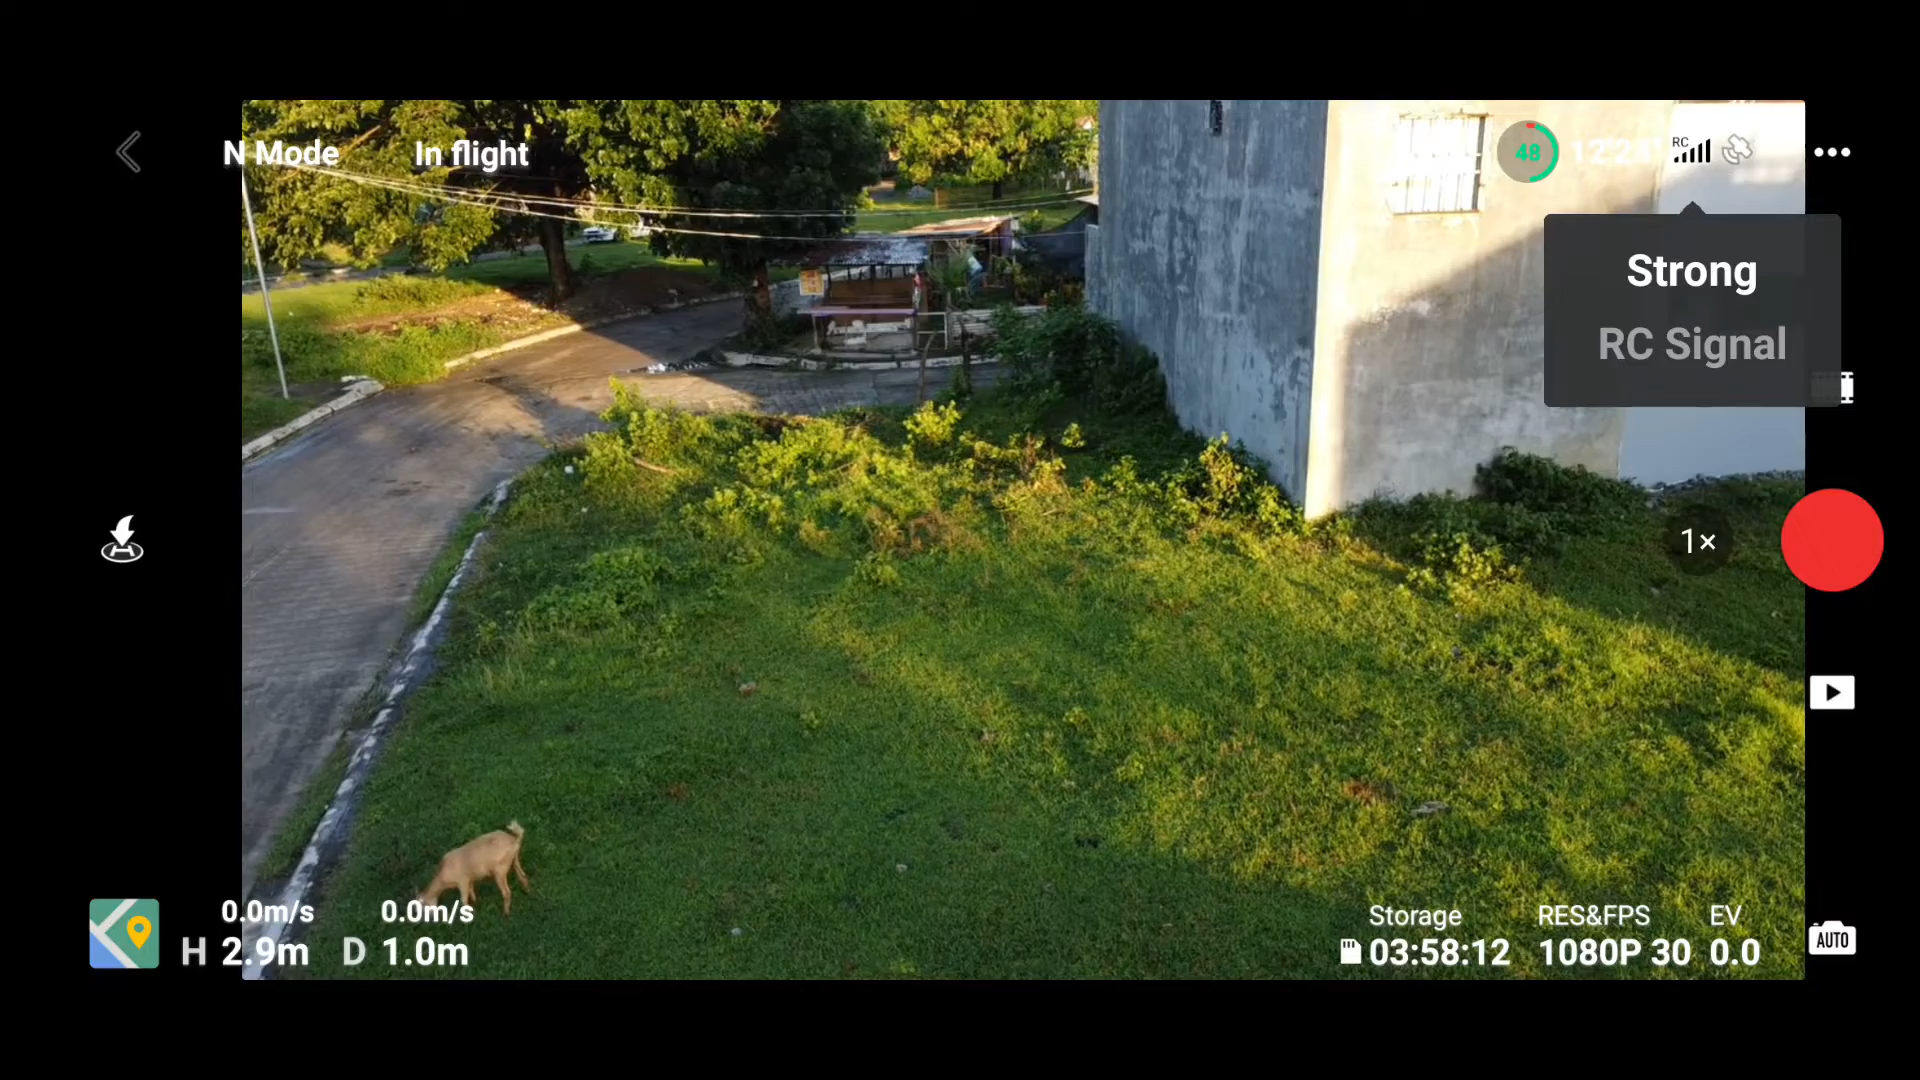 N Mode
In flight
48
RC
Strong
RC Signal
1×
0.0m/s
0.0m/s
H 2.9m
D 1.0m
Storage
03:58:12
RES&FPS
1080P 30
EV
0.0
AUTO